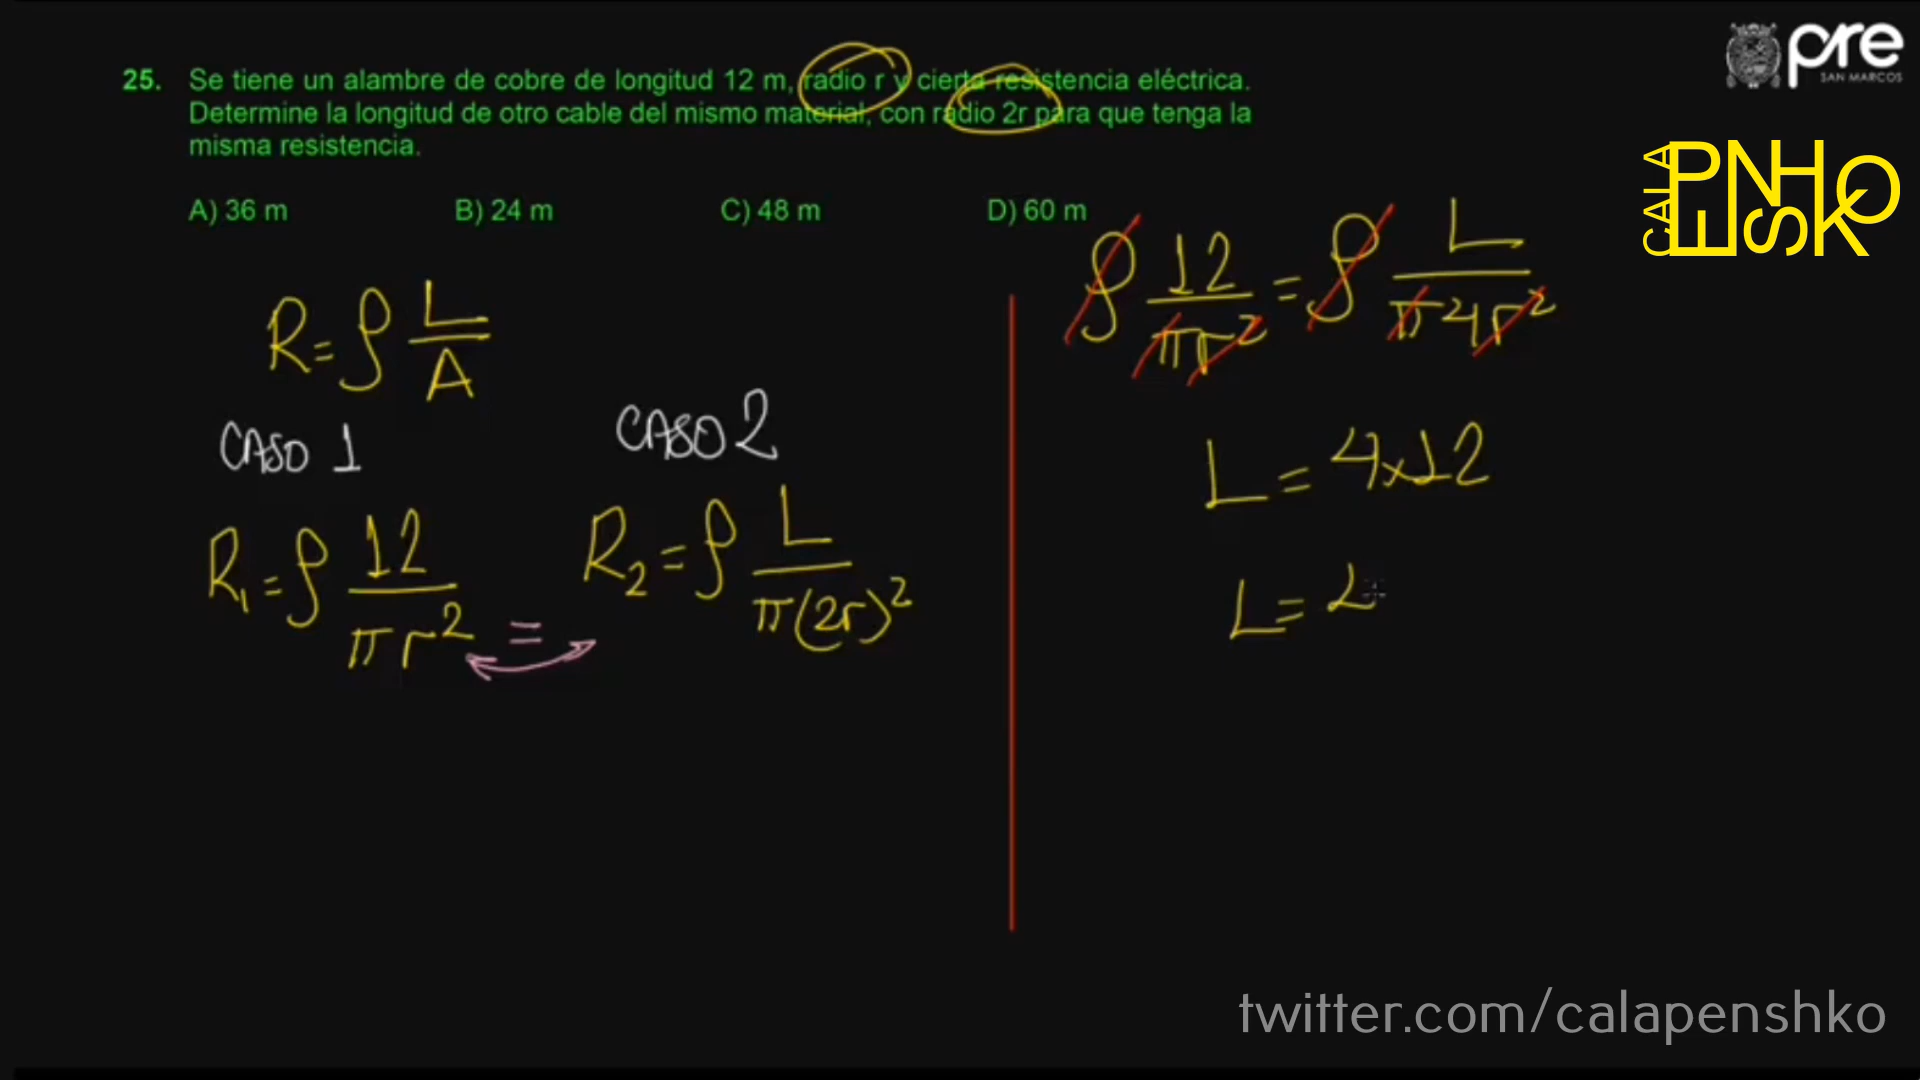 pre
SAN MARCOS
25. Se tiene un alambre de cobre de longitud 12 m, radio r y cierta resistencia eléctrica.
Determine la longitud de otro cable del mismo material, con radio 2r para que tenga la
misma resistencia.
A) 36 m B) 24 m C) 48 m D) 60 m
CALA PENSHKO
R = ρ L/A
CASO 1 CASO 2
R₁ = ρ 12/πr² = R₂ = ρ L/π(2r)²
ρ 12/πr² = ρ L/π4r²
L = 4x12
L =
twitter.com/calapenshko